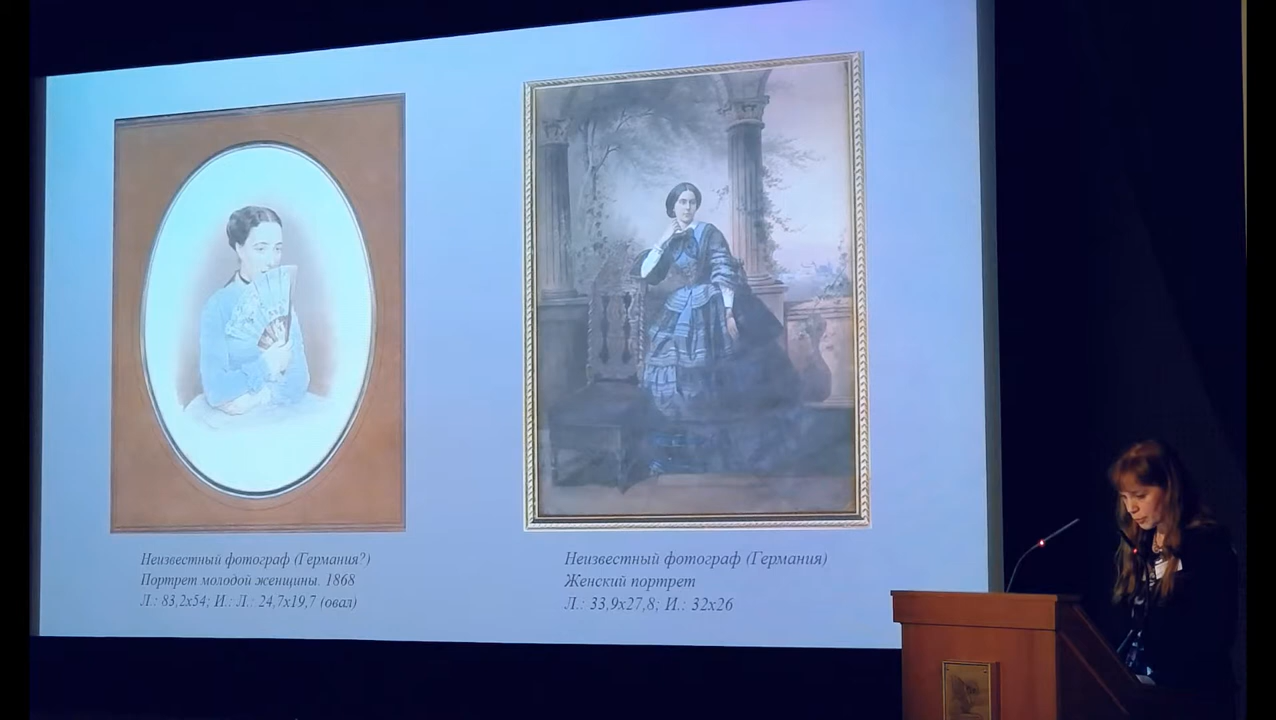 Неизвестный фотограф (Германия?)
Портрет молодой женщины. 1868
Л.: 83,2х54; И.: Л.: 24,7х19,7 (овал)
Неизвестный фотограф (Германия)
Женский портрет
Л.: 33,9х27,8; И.: 32х26